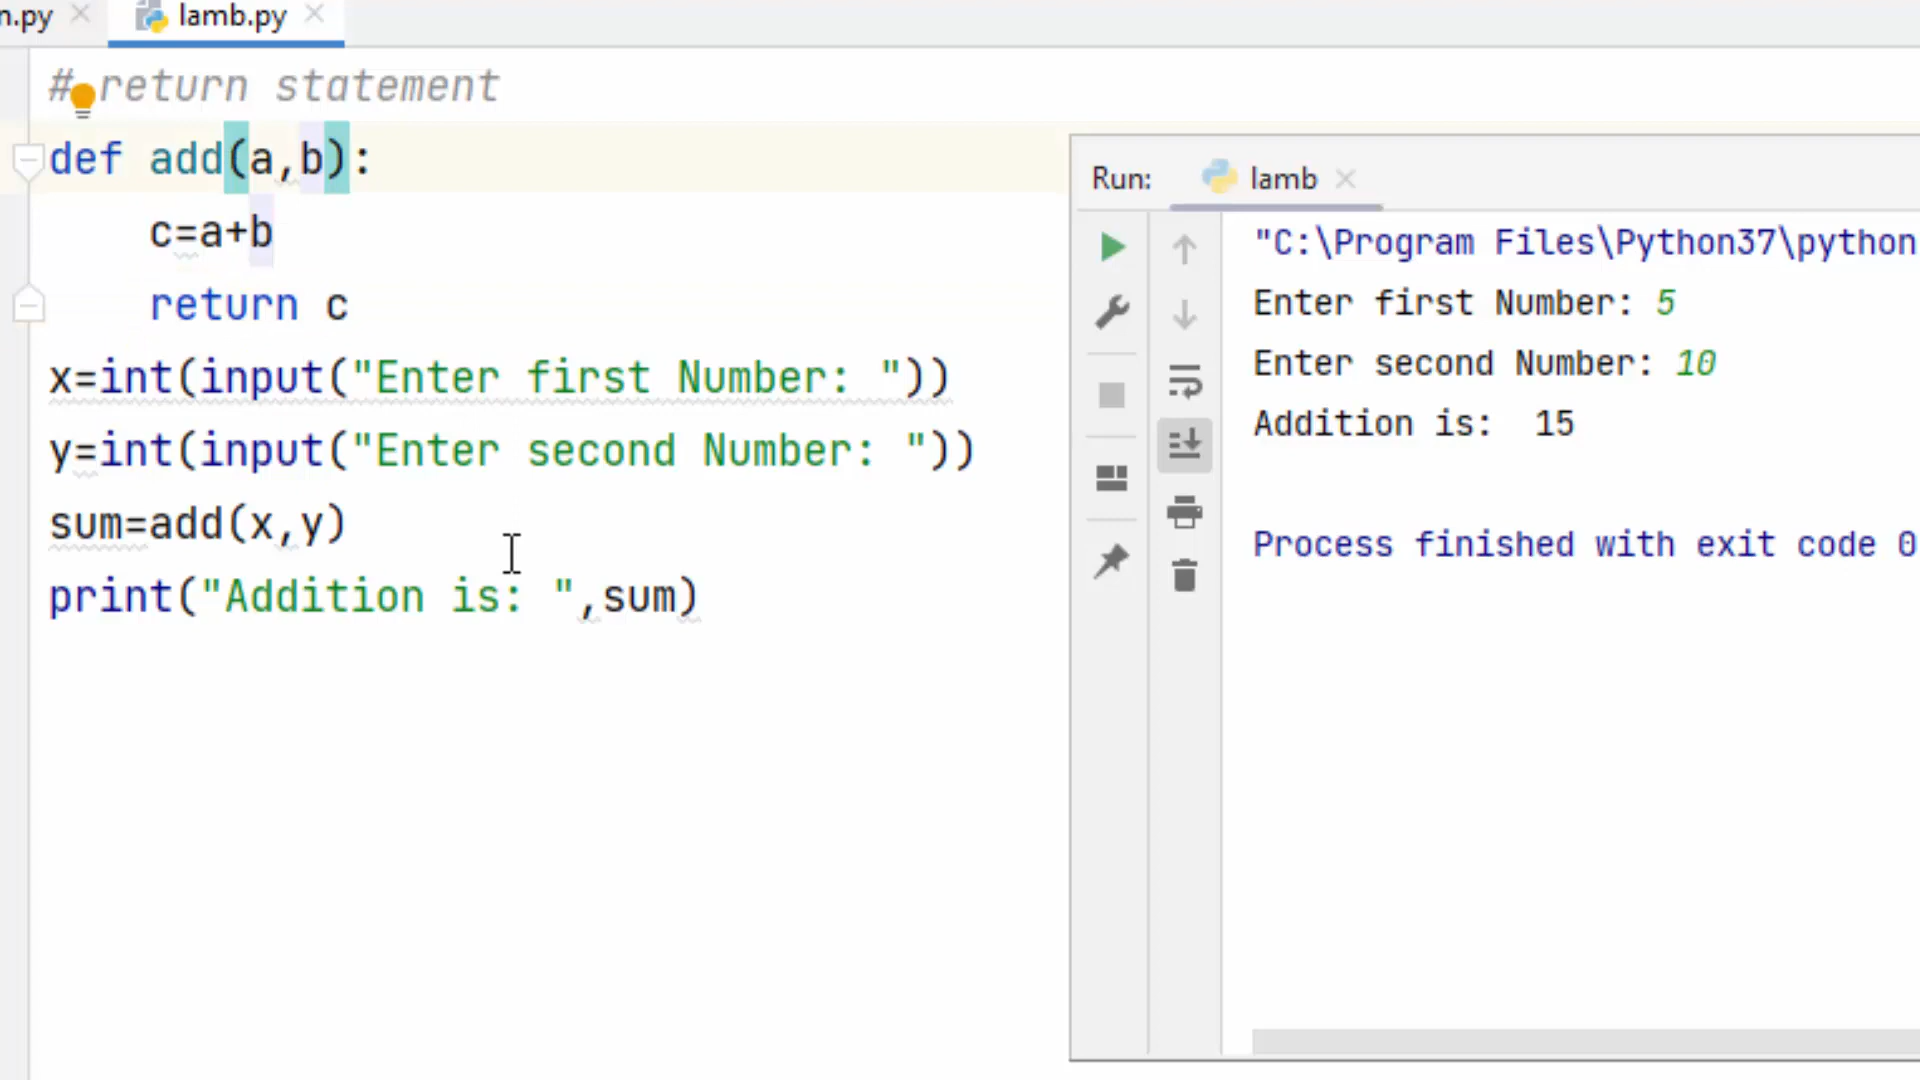 n.py
lamb.py
# return statement
def add(a,b):
c=a+b
return c
x=int(input("Enter first Number: "))
y=int(input("Enter second Number: "))
sum=add(x,y)
print("Addition is: ",sum)
Run:
lamb
"C:\Program Files\Python37\python
Enter first Number: 5
Enter second Number: 10
Addition is:  15
Process finished with exit code 0